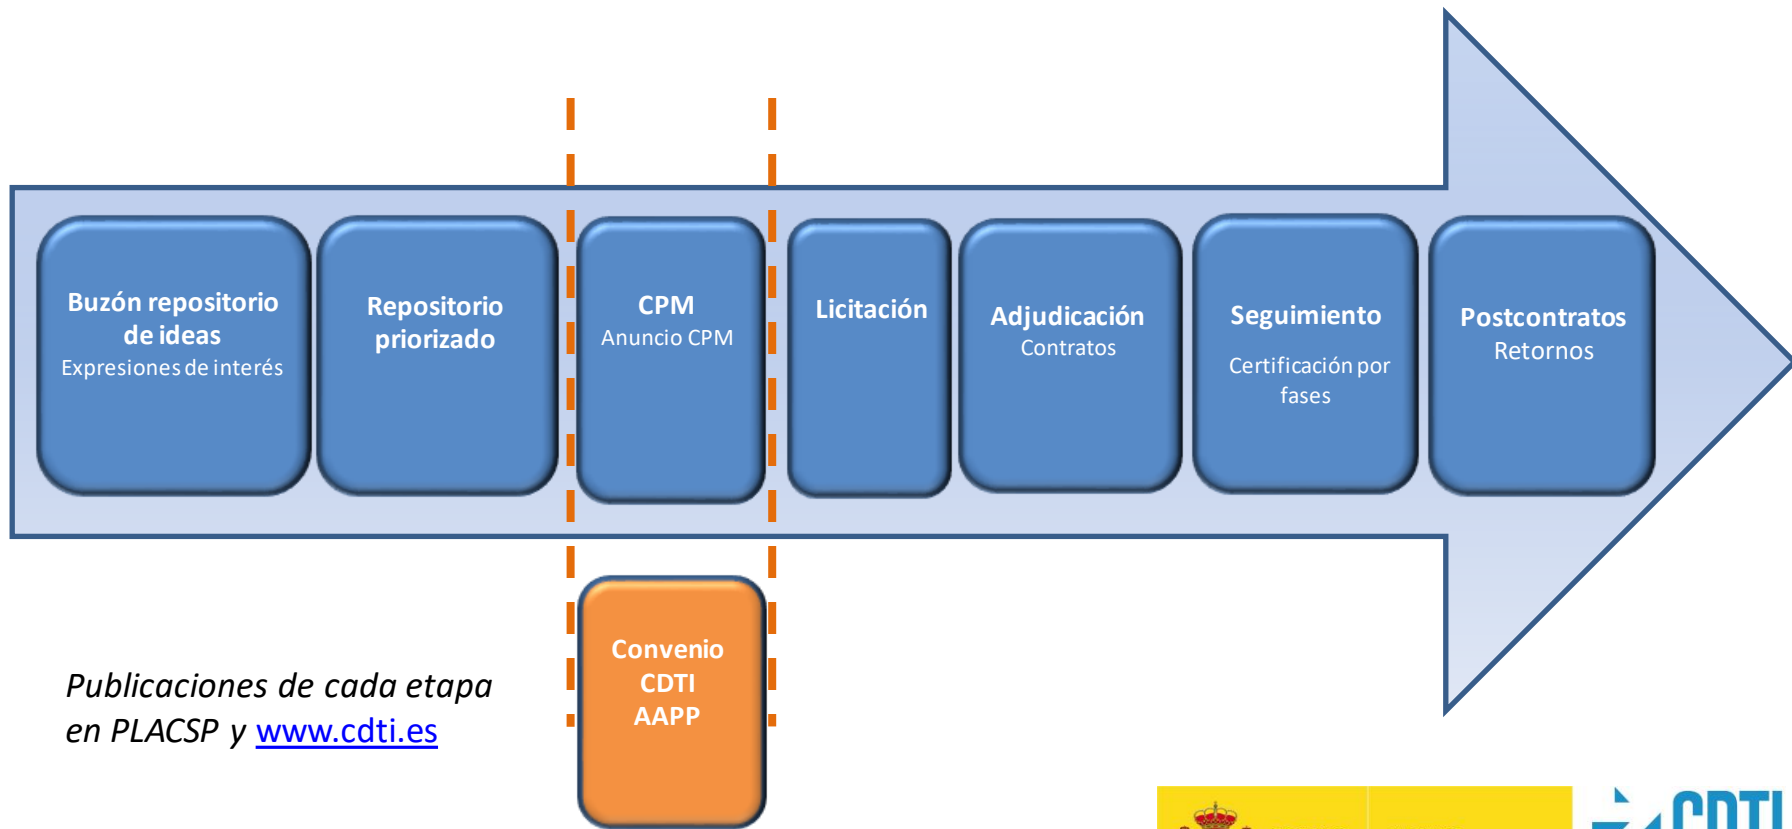 Buzón repositorio
de ideas
Expresiones de interés
Repositorio
priorizado
CPM
Anuncio CPM
Licitación
Adjudicación
Contratos
Seguimiento
Certificación por
fases
Postcontratos
Retornos
Convenio
CDTI
AAPP
Publicaciones de cada etapa
en PLACSP y www.cdti.es
CDTI